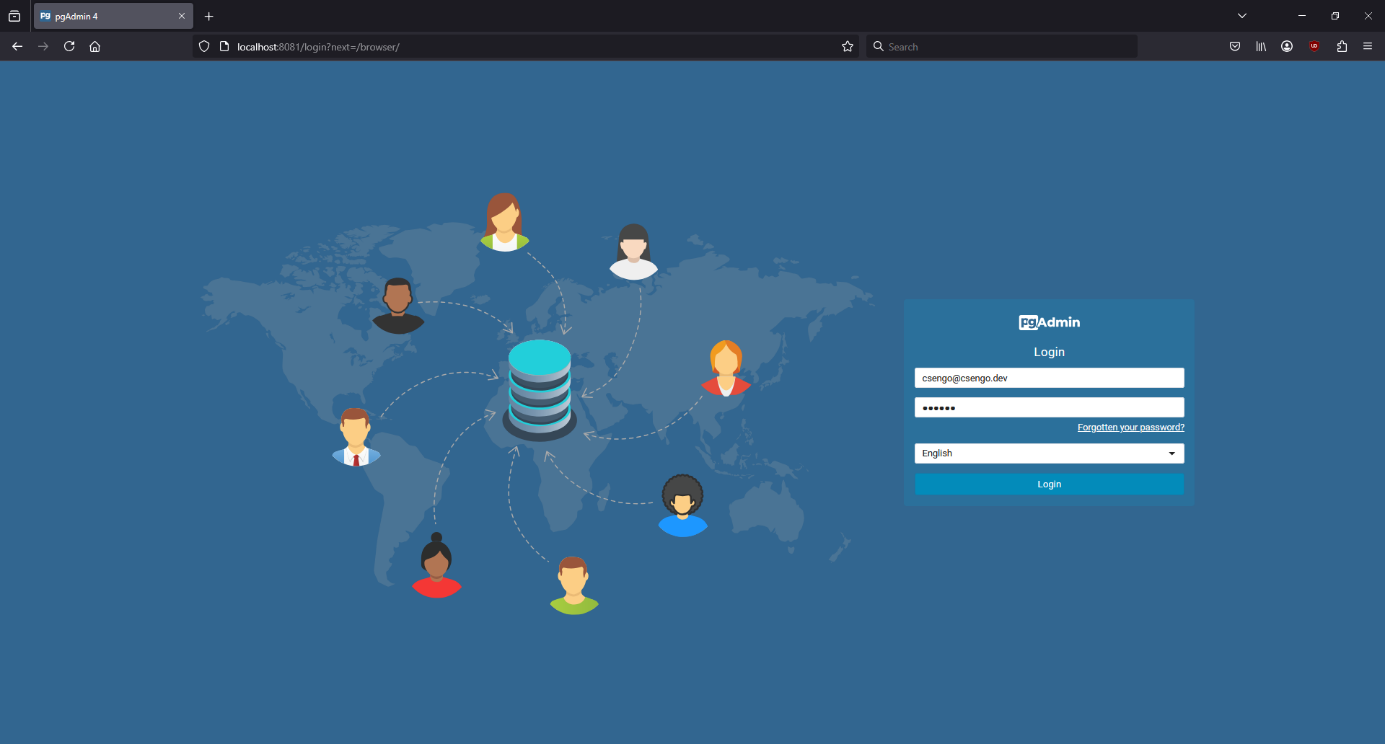 pgAdmin 4
localhost:8081/login?next=/browser/
Search
pgAdmin
Login
csengo@csengo.dev
••••••
Forgotten your password?
English
Login